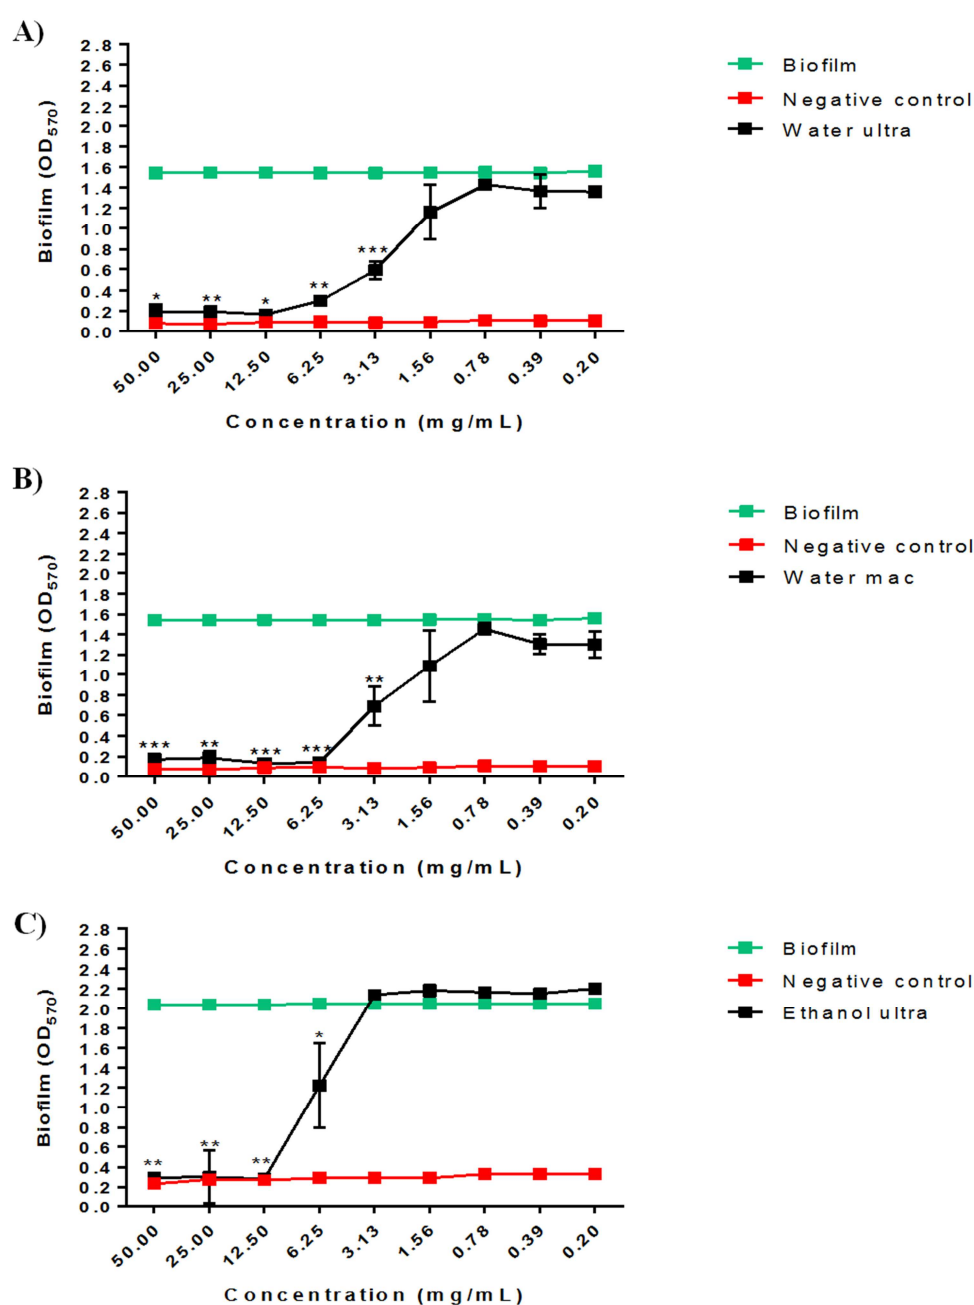 A)
2.8
2.6
2.4
2.2
2.0
1.8
1.6
1.4
1.2
1.0
0.8
0.6
0.4
0.2
0.0
Biofilm (OD570)
* ** * ** ***
50.00 25.00 12.50 6.25 3.13 1.56 0.78 0.39 0.20
Concentration (mg/mL)
Biofilm
Negative control
Water ultra
B)
2.8
2.6
2.4
2.2
2.0
1.8
1.6
1.4
1.2
1.0
0.8
0.6
0.4
0.2
0.0
Biofilm (OD570)
*** ** *** *** **
50.00 25.00 12.50 6.25 3.13 1.56 0.78 0.39 0.20
Concentration (mg/mL)
Biofilm
Negative control
Water mac
C)
2.8
2.6
2.4
2.2
2.0
1.8
1.6
1.4
1.2
1.0
0.8
0.6
0.4
0.2
0.0
Biofilm (OD570)
** ** ** *
50.00 25.00 12.50 6.25 3.13 1.56 0.78 0.39 0.20
Concentration (mg/mL)
Biofilm
Negative control
Ethanol ultra